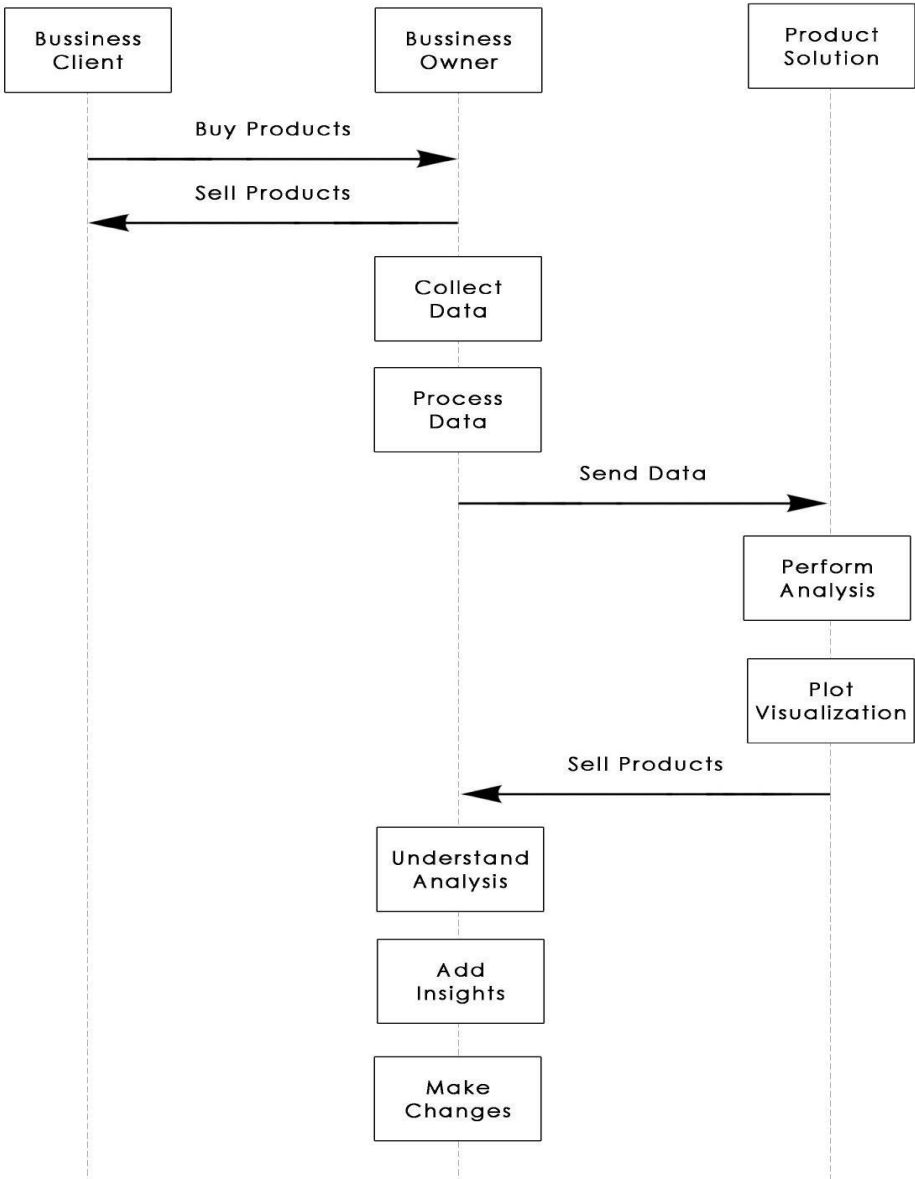 Bussiness
Client
Bussiness
Owner
Product
Solution
Buy Products
Sell Products
Collect
Data
Process
Data
Send Data
Perform
Analysis
Plot
Visualization
Sell Products
Understand
Analysis
Add
Insights
Make
Changes